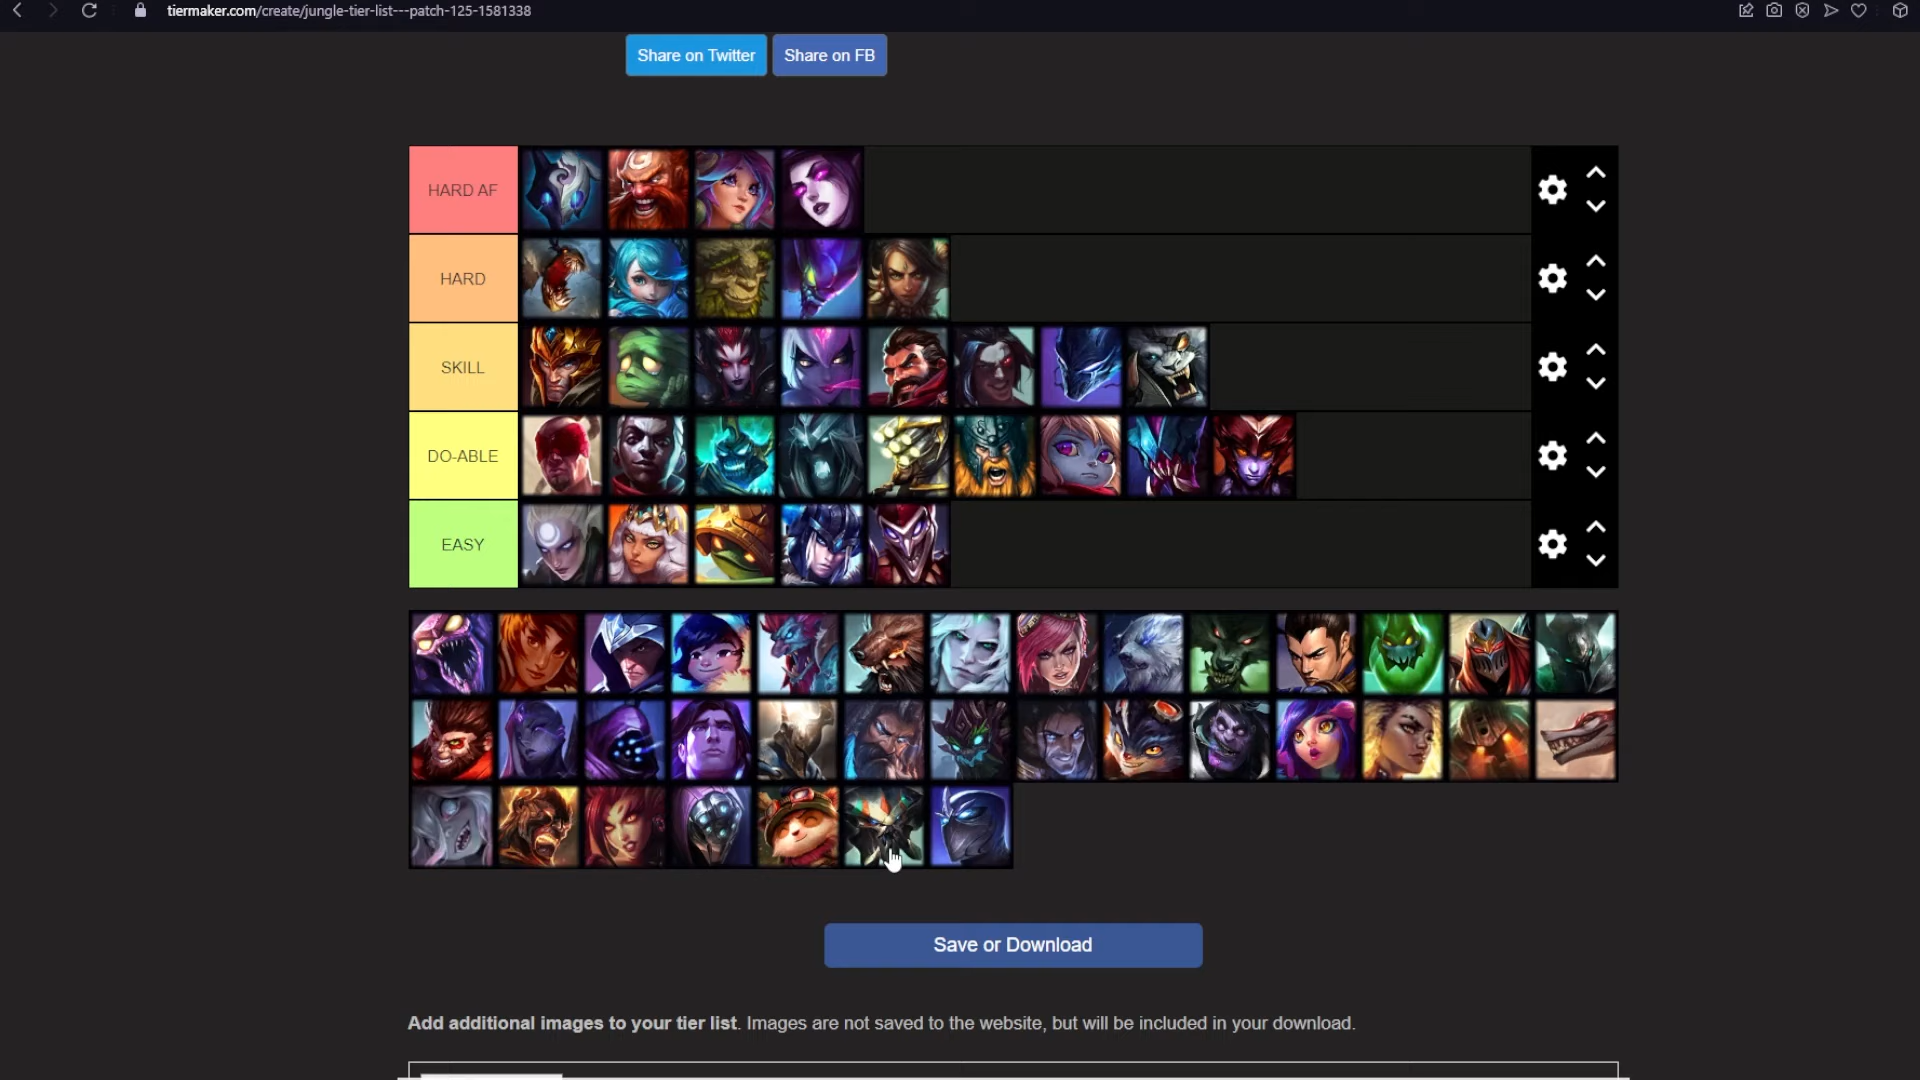 tiermaker.com/create/jungle-tier-list---patch-125-1581338
Share on Twitter
Share on FB
HARD AF
HARD
SKILL
DO-ABLE
EASY
Save or Download
Add additional images to your tier list. Images are not saved to the website, but will be included in your download.